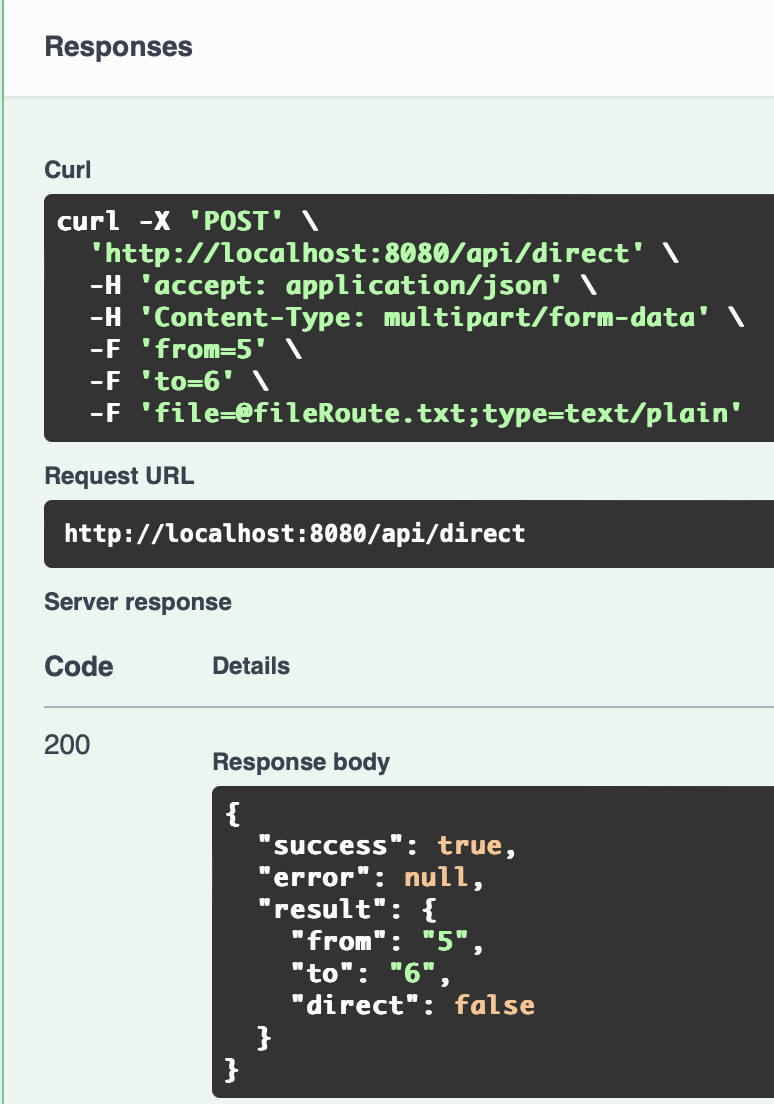 Responses
Curl
curl -X 'POST' \
  'http://localhost:8080/api/direct' \
  -H 'accept: application/json' \
  -H 'Content-Type: multipart/form-data' \
  -F 'from=5' \
  -F 'to=6' \
  -F 'file=@fileRoute.txt;type=text/plain'
Request URL
http://localhost:8080/api/direct
Server response
Code Details
200
Response body
{
  "success": true,
  "error": null,
  "result": {
    "from": "5",
    "to": "6",
    "direct": false
  }
}